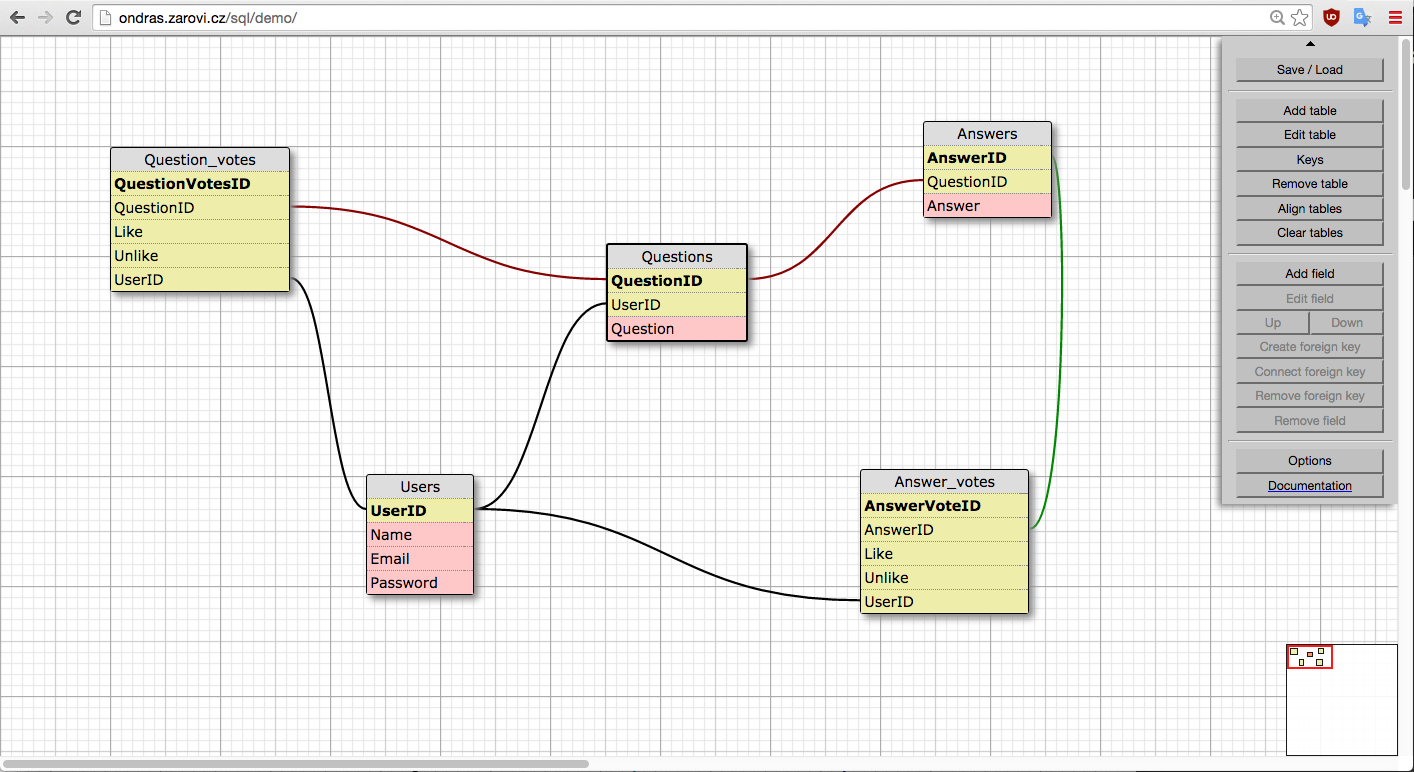 ondras.zarovi.cz/sql/demo/
Save / Load
Add table
Edit table
Keys
Remove table
Align tables
Clear tables
Add field
Edit field
Up Down
Create foreign key
Connect foreign key
Remove foreign key
Remove field
Options
Documentation
Question_votes
QuestionVotesID
QuestionID
Like
Unlike
UserID
Questions
QuestionID
UserID
Question
Answers
AnswerID
QuestionID
Answer
Users
UserID
Name
Email
Password
Answer_votes
AnswerVoteID
AnswerID
Like
Unlike
UserID